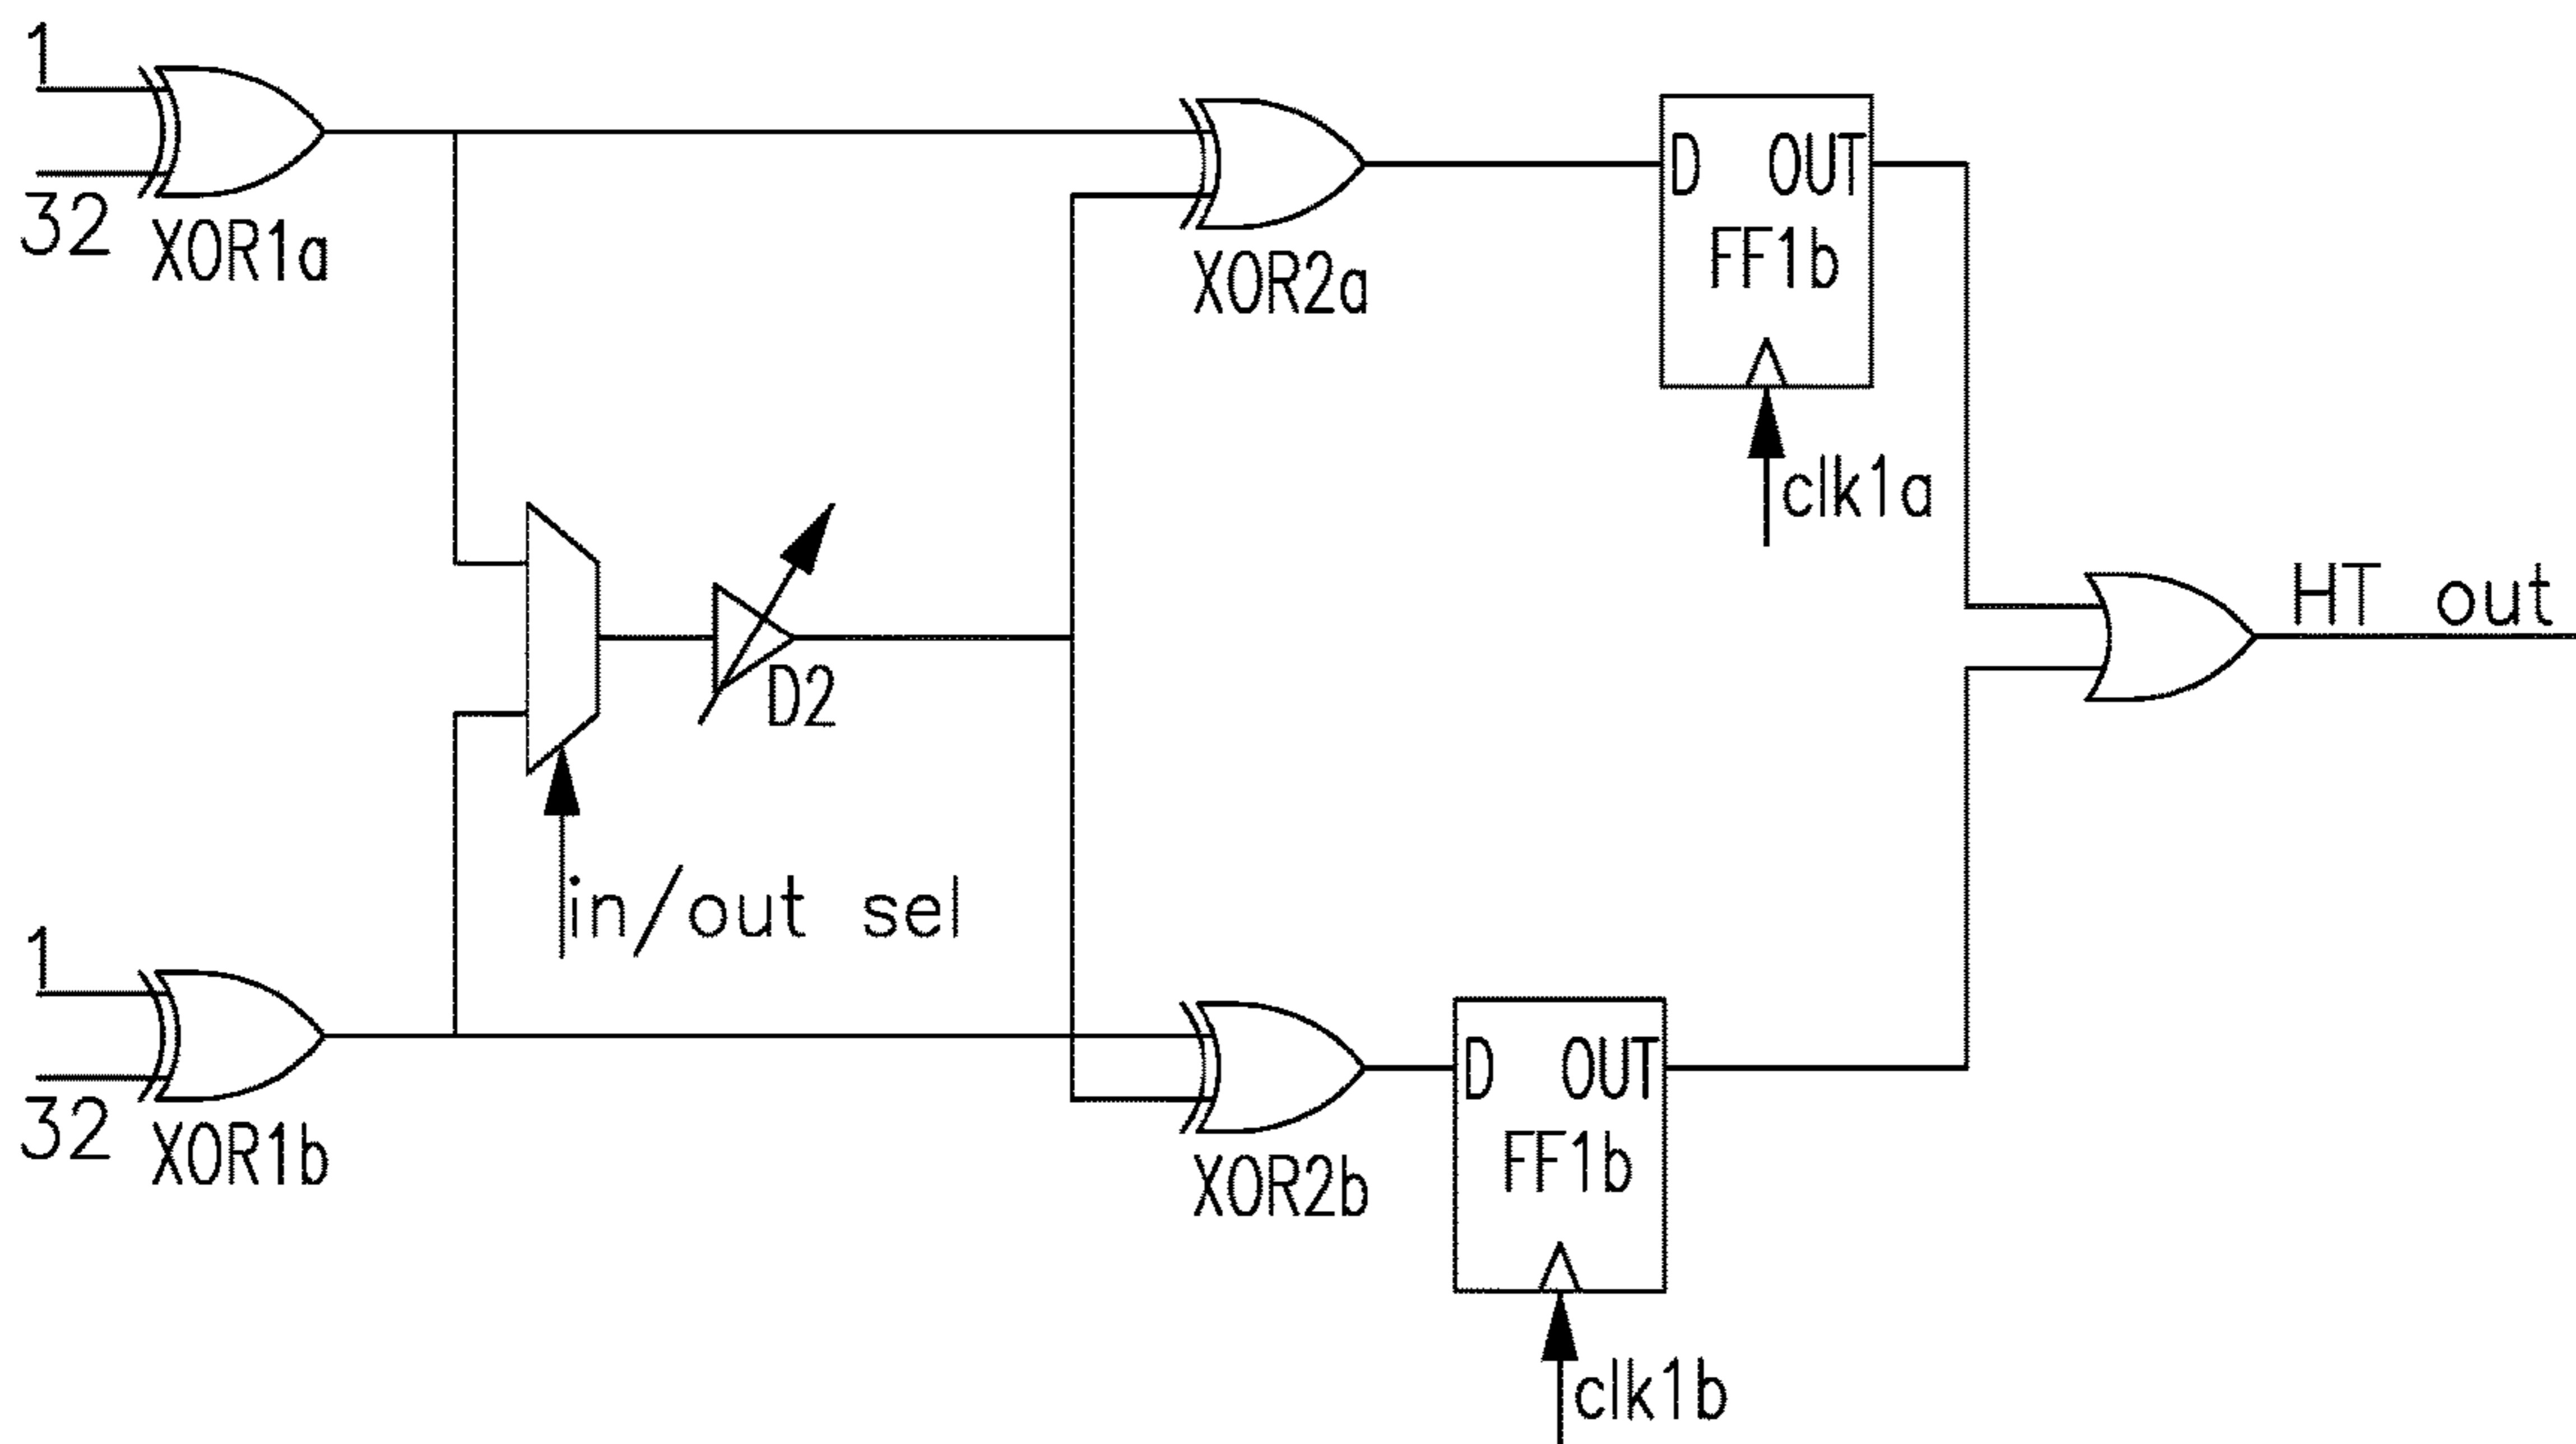 1
32
XOR1a
XOR2a
D OUT
FF1b
clk1a
HT out
D2
in/out sel
1
32
XOR1b
XOR2b
D OUT
FF1b
clk1b